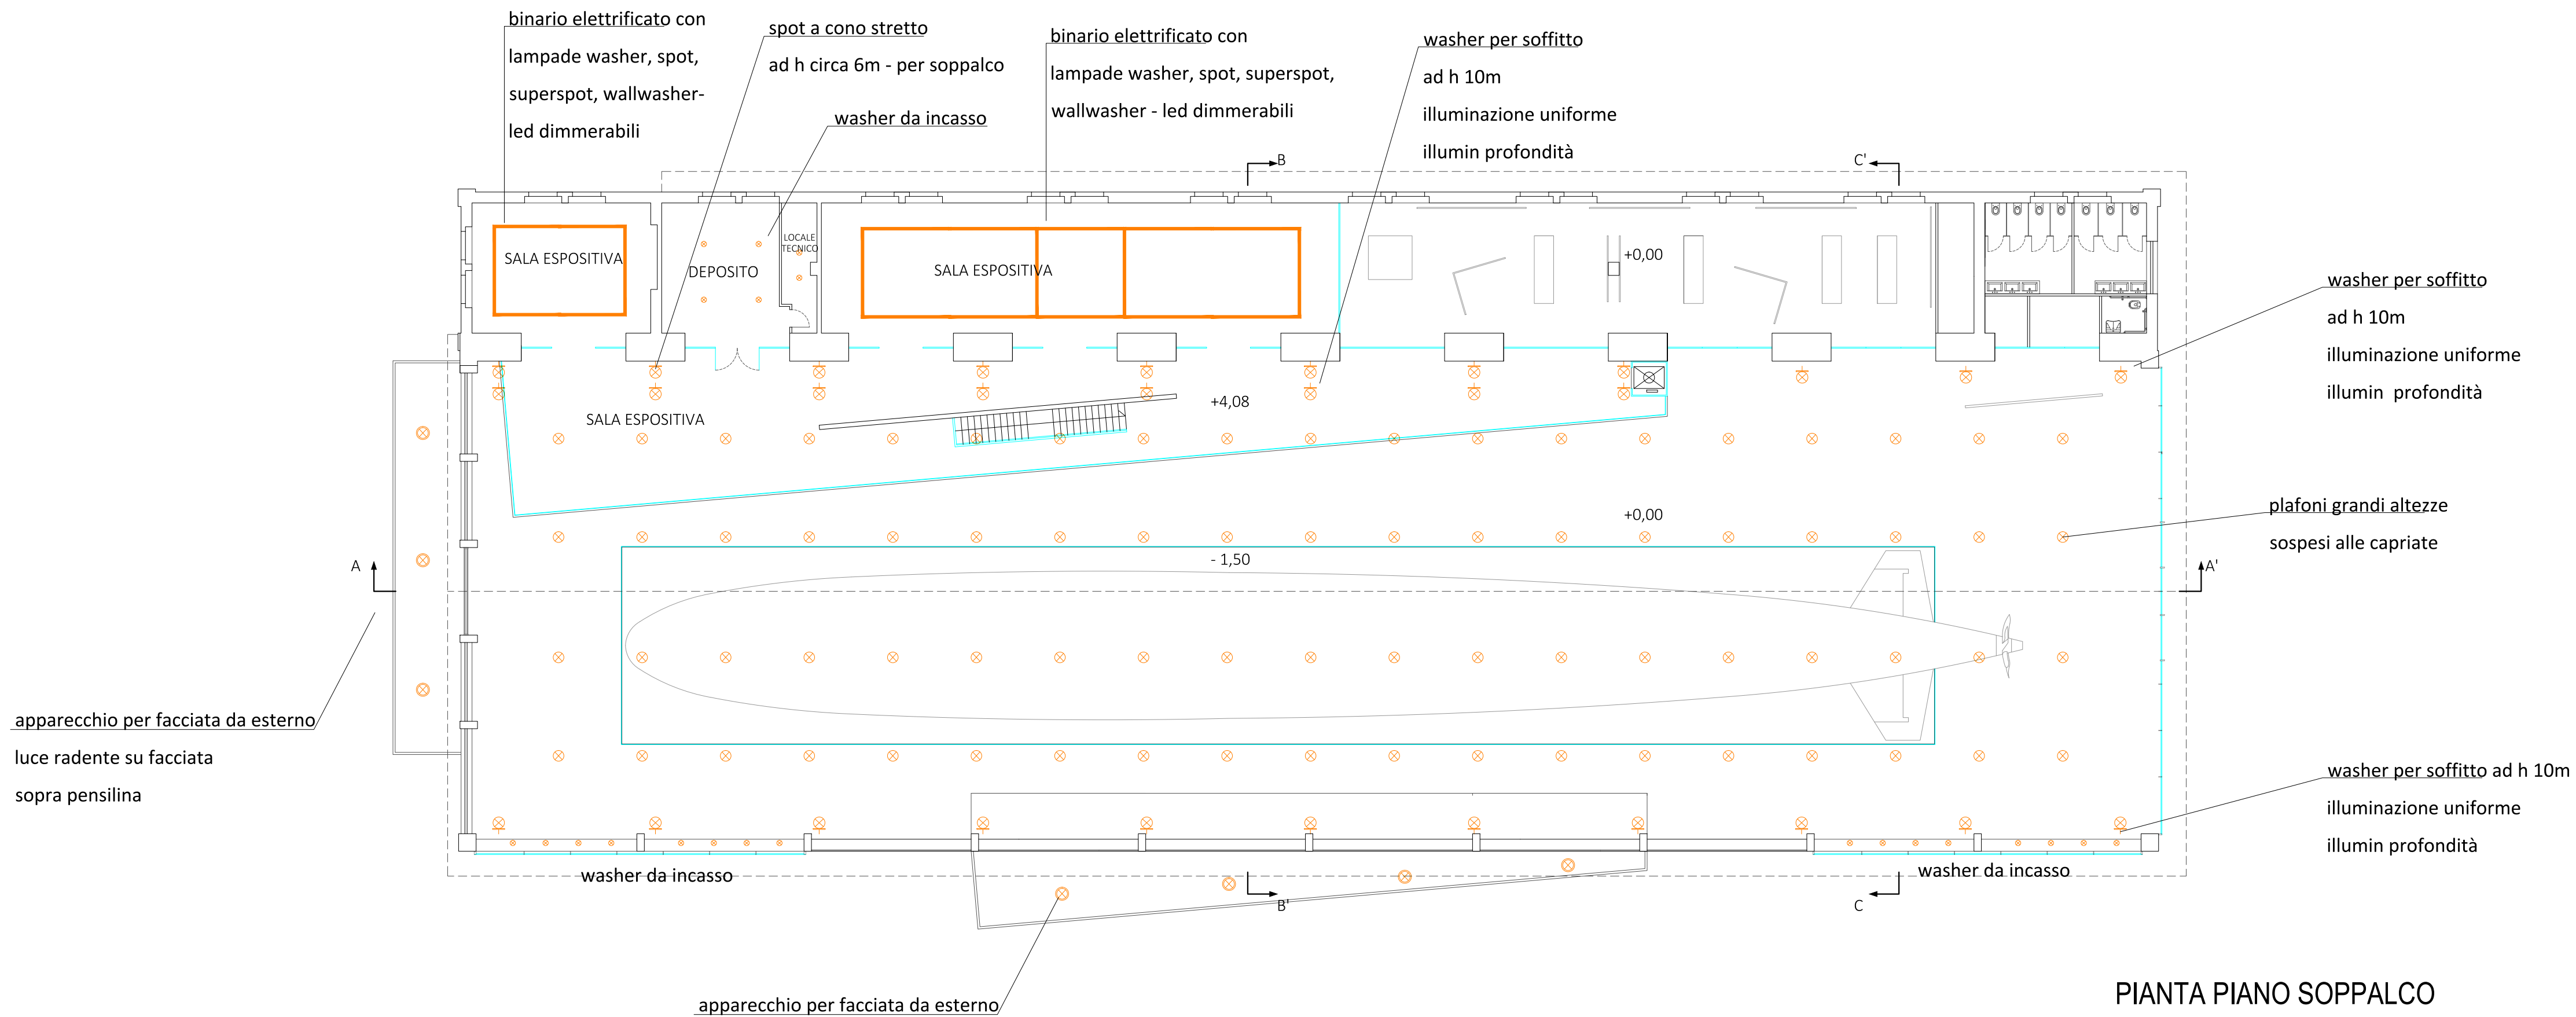 binario elettrificato con
lampade washer, spot,
superspot, wallwasher-
led dimmerabili
spot a cono stretto
ad h circa 6m - per soppalco
washer da incasso
binario elettrificato con
lampade washer, spot, superspot,
wallwasher - led dimmerabili
washer per soffitto
ad h 10m
illuminazione uniforme
illumin profondità
B
C'
SALA ESPOSITIVA
DEPOSITO
LOCALE
TECNICO
SALA ESPOSITIVA
+0,00
washer per soffitto
ad h 10m
illuminazione uniforme
illumin  profondità
SALA ESPOSITIVA
+4,08
+0,00
plafoni grandi altezze
sospesi alle capriate
- 1,50
A
A'
apparecchio per facciata da esterno
luce radente su facciata
sopra pensilina
washer per soffitto ad h 10m
illuminazione uniforme
illumin profondità
washer da incasso
washer da incasso
B'
C
apparecchio per facciata da esterno
PIANTA PIANO SOPPALCO